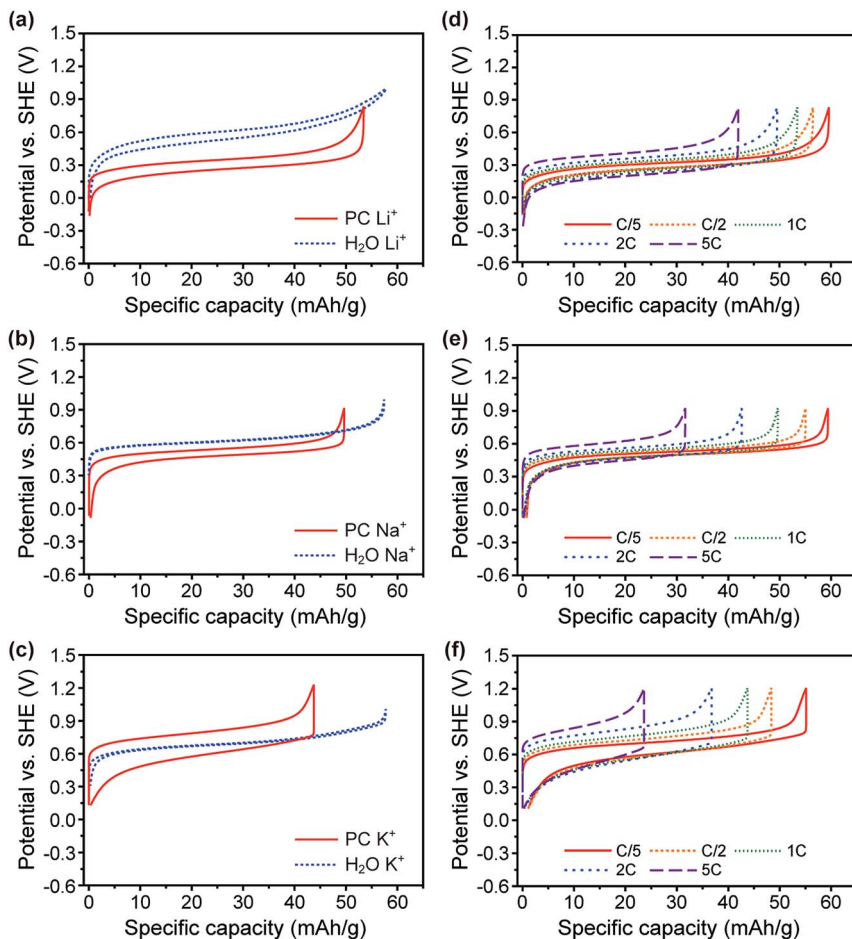 (a)
Potential vs. SHE (V)
1.5
1.2
0.9
0.6
0.3
0.0
-0.3
-0.6
PC Li⁺
H₂O Li⁺
0 10 20 30 40 50 60
Specific capacity (mAh/g)
(d)
Potential vs. SHE (V)
1.5
1.2
0.9
0.6
0.3
0.0
-0.3
-0.6
C/5 C/2 1C
2C 5C
0 10 20 30 40 50 60
Specific capacity (mAh/g)
(b)
Potential vs. SHE (V)
1.5
1.2
0.9
0.6
0.3
0.0
-0.3
-0.6
PC Na⁺
H₂O Na⁺
0 10 20 30 40 50 60
Specific capacity (mAh/g)
(e)
Potential vs. SHE (V)
1.5
1.2
0.9
0.6
0.3
0.0
-0.3
-0.6
C/5 C/2 1C
2C 5C
0 10 20 30 40 50 60
Specific capacity (mAh/g)
(c)
Potential vs. SHE (V)
1.5
1.2
0.9
0.6
0.3
0.0
-0.3
-0.6
PC K⁺
H₂O K⁺
0 10 20 30 40 50 60
Specific capacity (mAh/g)
(f)
Potential vs. SHE (V)
1.5
1.2
0.9
0.6
0.3
0.0
-0.3
-0.6
C/5 C/2 1C
2C 5C
0 10 20 30 40 50 60
Specific capacity (mAh/g)